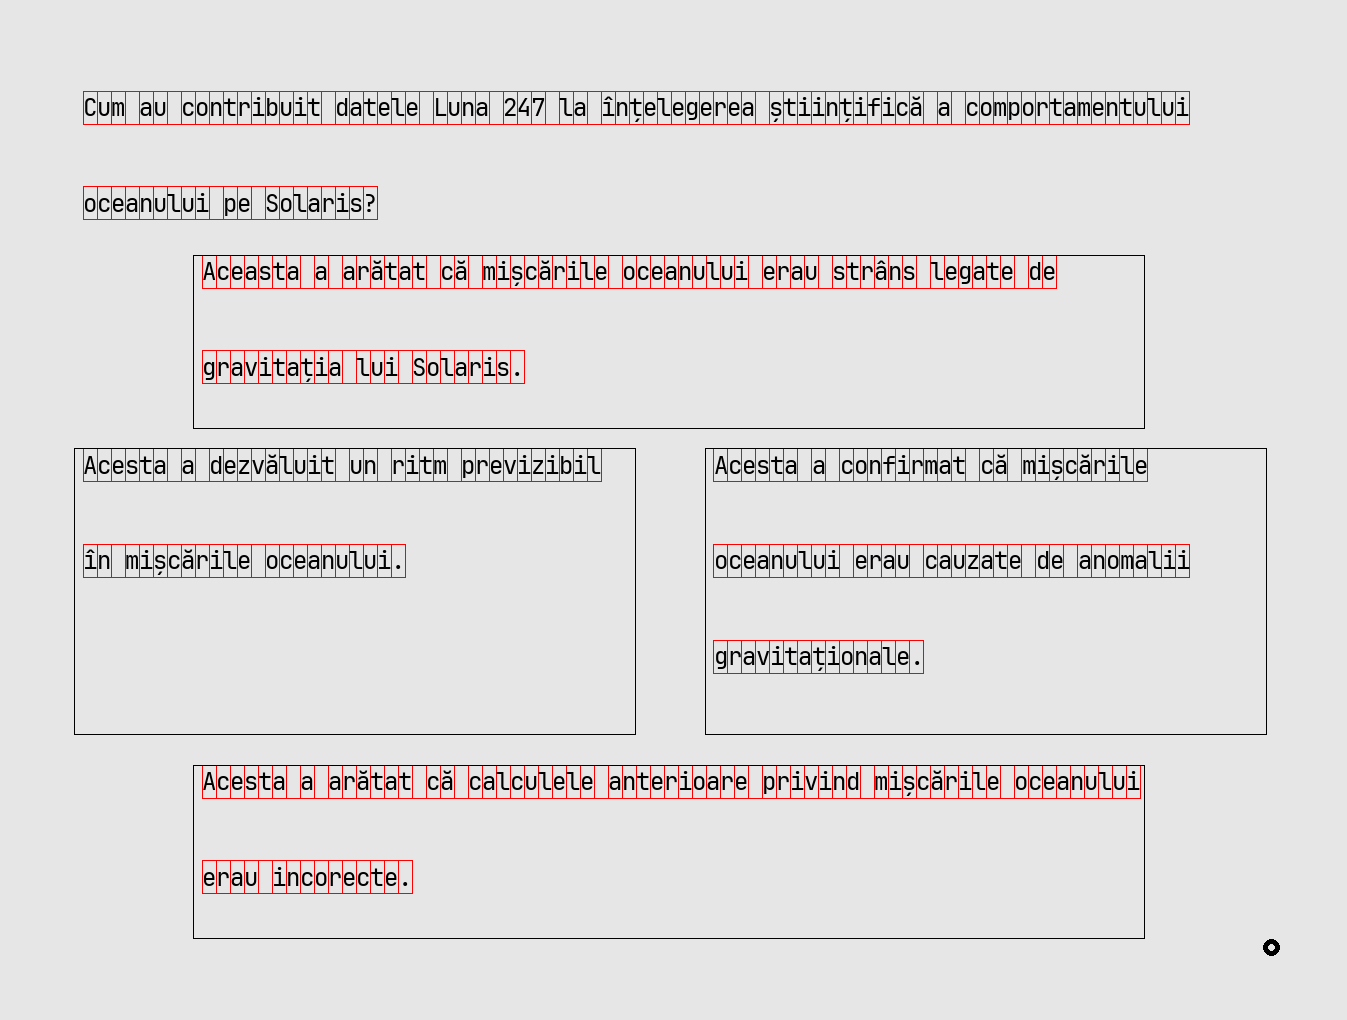 Cum au contribuit datele Luna 247 la înțelegerea științifică a comportamentului
oceanului pe Solaris?
Aceasta a arătat că mișcările oceanului erau strâns legate de
gravitația lui Solaris.
Acesta a dezvăluit un ritm previzibil
în mișcările oceanului.
Acesta a confirmat că mișcările
oceanului erau cauzate de anomalii
gravitaționale.
Acesta a arătat că calculele anterioare privind mișcările oceanului
erau incorecte.